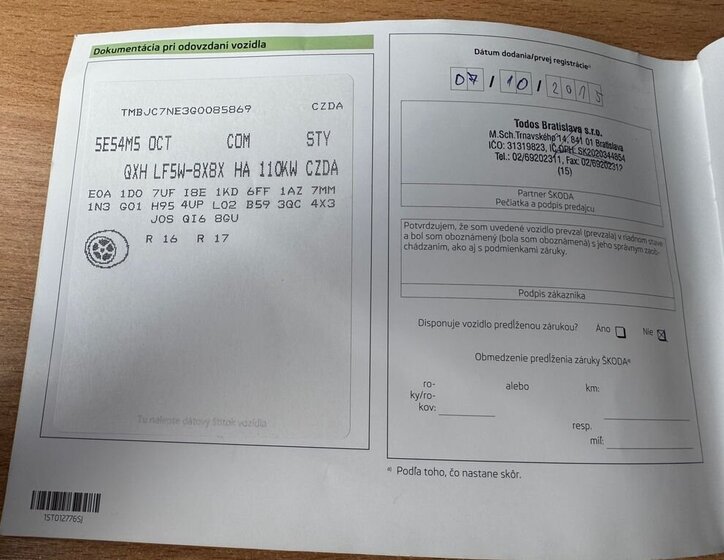 Dokumentácia pri odovzdaní vozidla
TMBJC7NE3G0085869 CZDA
5E54M5 OCT COM STY
QXH LF5W-8X8X HA 110KW CZDA
E0A 1D0 7UF I8E 1KD 6FF 1AZ 7MM
1N3 G01 H95 4UP L02 B59 3QC 4X3
J0S QI6 8GU
R 16 R 17
Tu nalepte dátový štítok vozidla
1ST012776SJ
Dátum dodania/prvej registrácie a)
07/10/2015
Todos Bratislava s.r.o.
M.Sch.Trnavského 14, 841 01 Bratislava
IČO: 31319823, IČ DPH: SK2020344854
Tel.: 02/69202311, Fax: 02/69202312
(15)
Partner ŠKODA
Pečiatka a podpis predajcu
Potvrdzujem, že som uvedené vozidlo prevzal (prevzala) v riadnom stave
a bol som oboznámený (bola som oboznámená) s jeho správnym zaob-
chádzaním, ako aj s podmienkami záruky.
Podpis zákazníka
Disponuje vozidlo predĺženou zárukou? Áno Nie
Obmedzenie predĺženia záruky ŠKODA a)
ro-
ky/ro-
kov: alebo km:
resp.
míľ:
a) Podľa toho, čo nastane skôr.